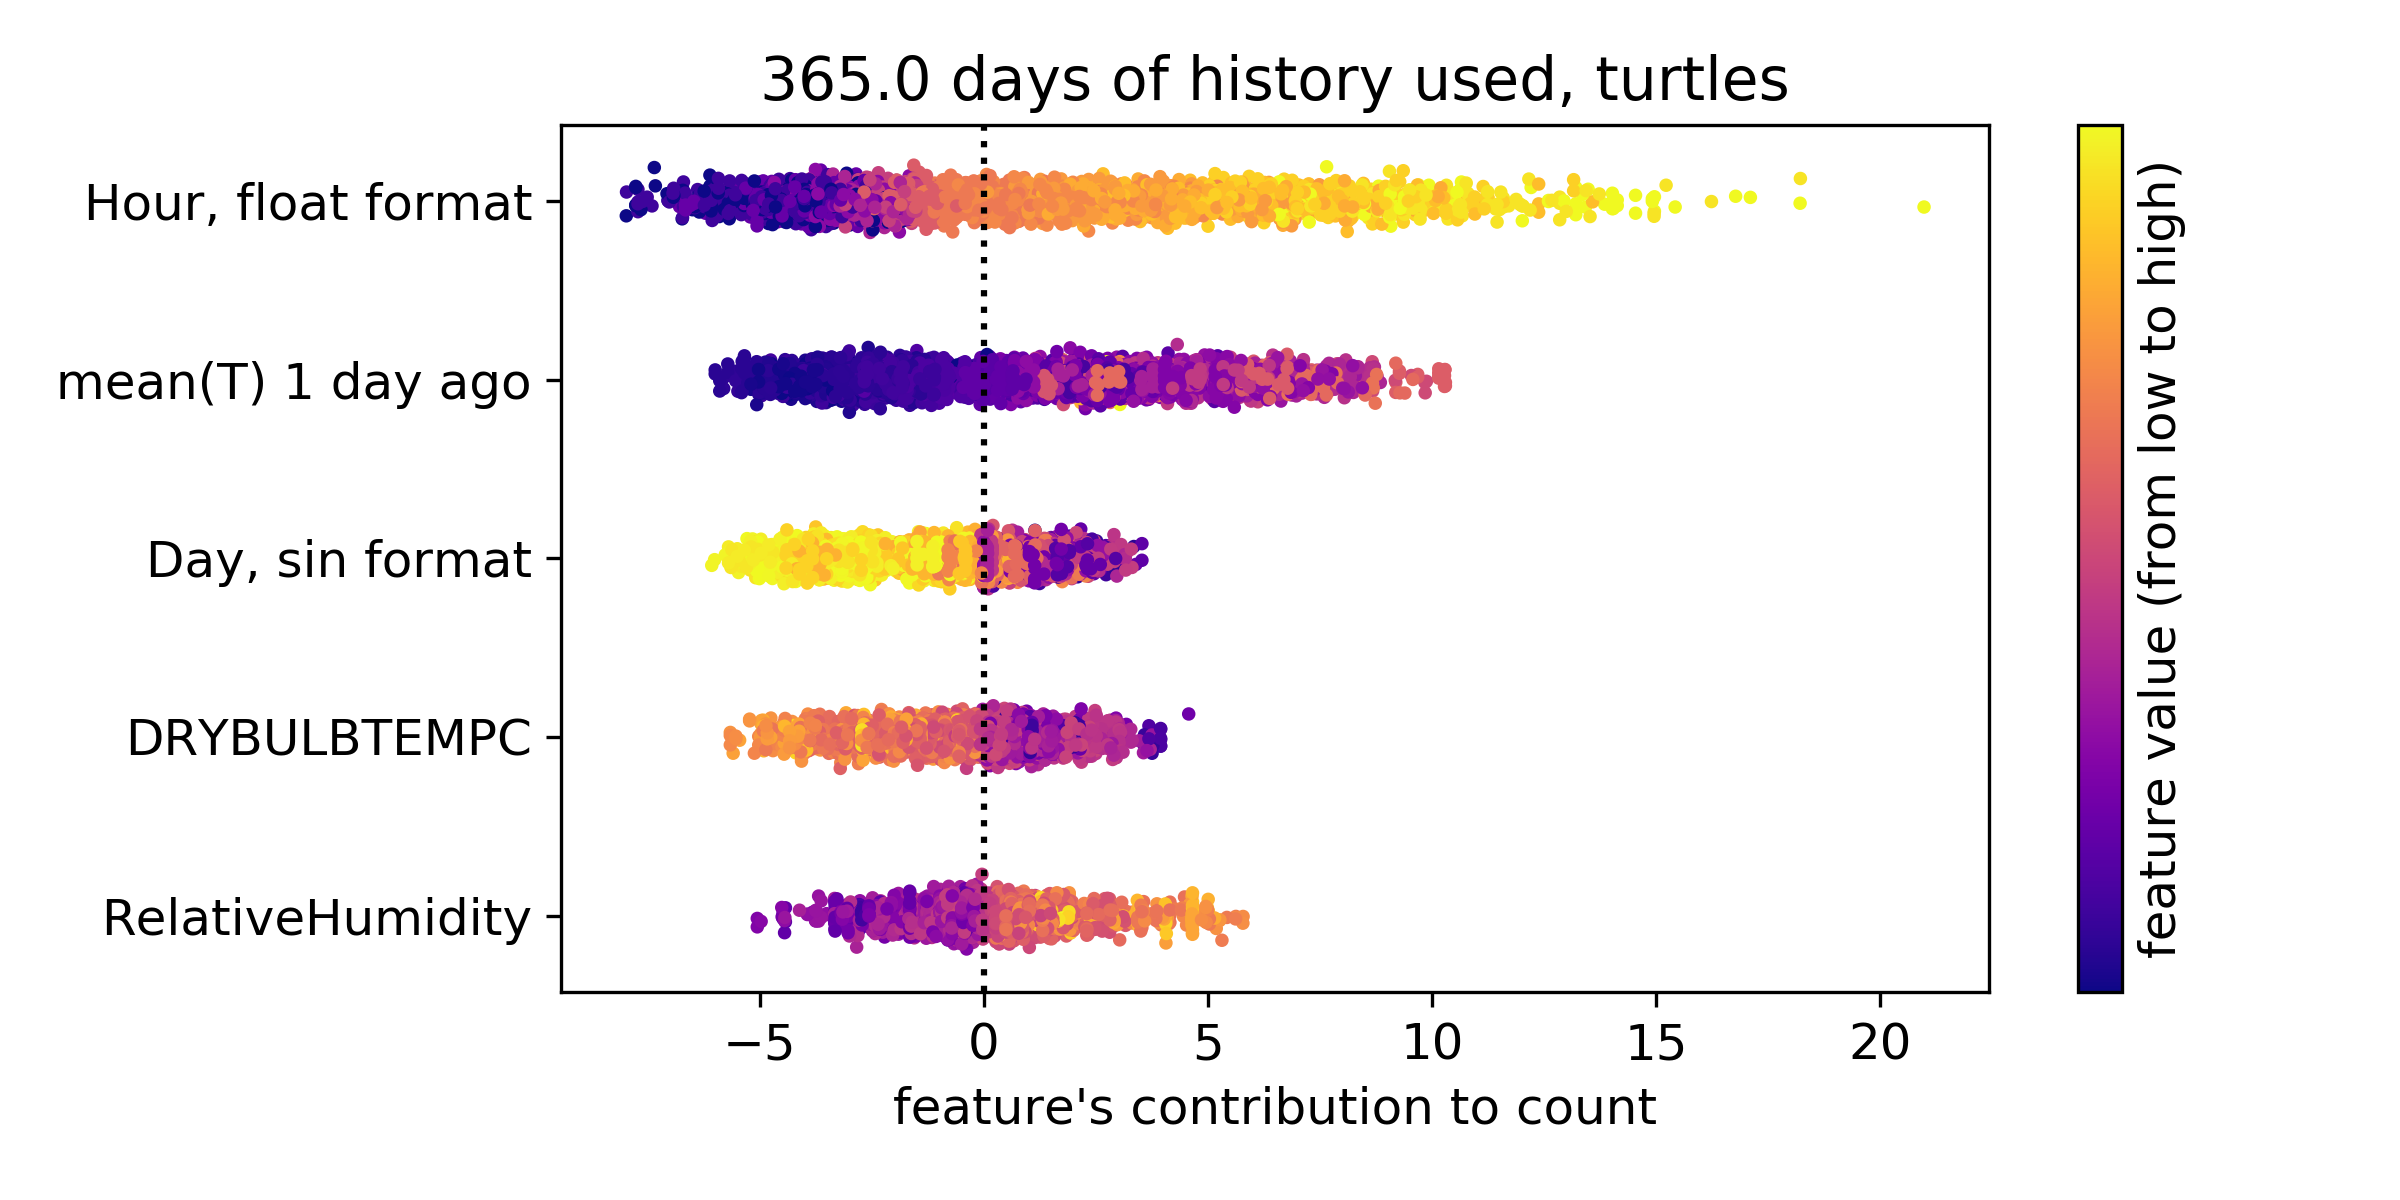 365.0 days of history used, turtles
Hour, float format
mean(T) 1 day ago
Day, sin format
DRYBULBTEMPC
RelativeHumidity
−5 0 5 10 15 20
feature's contribution to count
feature value (from low to high)